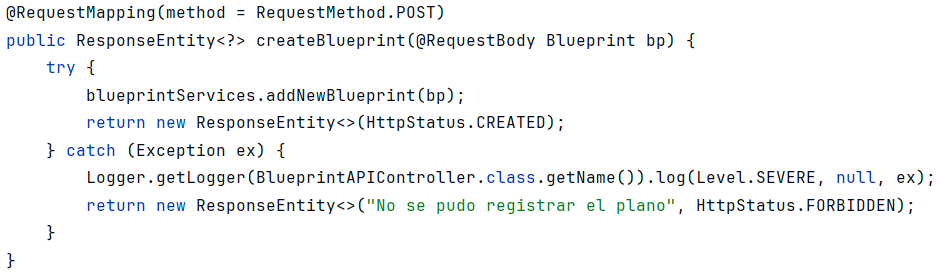 @RequestMapping(method = RequestMethod.POST)
public ResponseEntity<?> createBlueprint(@RequestBody Blueprint bp) {
    try {
        blueprintServices.addNewBlueprint(bp);
        return new ResponseEntity<>(HttpStatus.CREATED);
    } catch (Exception ex) {
        Logger.getLogger(BlueprintAPIController.class.getName()).log(Level.SEVERE, null, ex);
        return new ResponseEntity<>("No se pudo registrar el plano", HttpStatus.FORBIDDEN);
    }
}